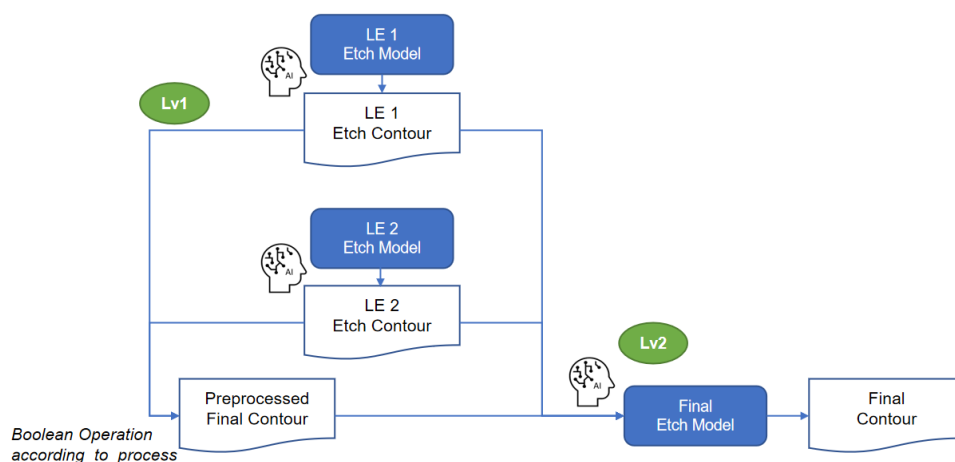 LE 1
Etch Model
AI
Lv1
LE 1
Etch Contour
LE 2
Etch Model
AI
LE 2
Etch Contour
Lv2
AI
Preprocessed
Final Contour
Final
Etch Model
Final
Contour
Boolean Operation
according to process